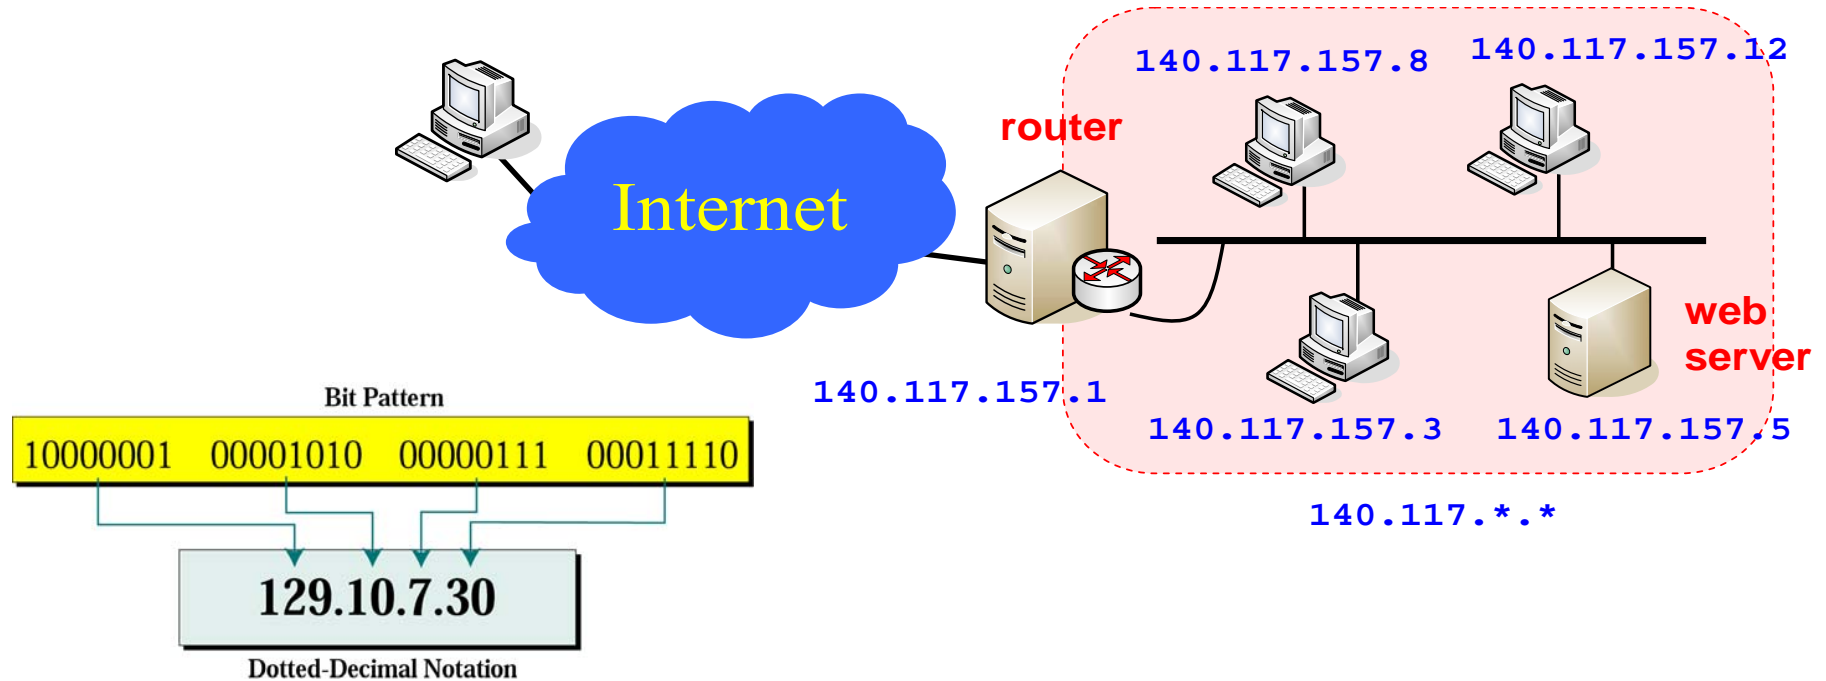 140.117.157.8
140.117.157.12
router
Internet
web
server
140.117.157.1
140.117.157.3
140.117.157.5
140.117.*.*
Bit Pattern
10000001 00001010 00000111 00011110
129.10.7.30
Dotted-Decimal Notation